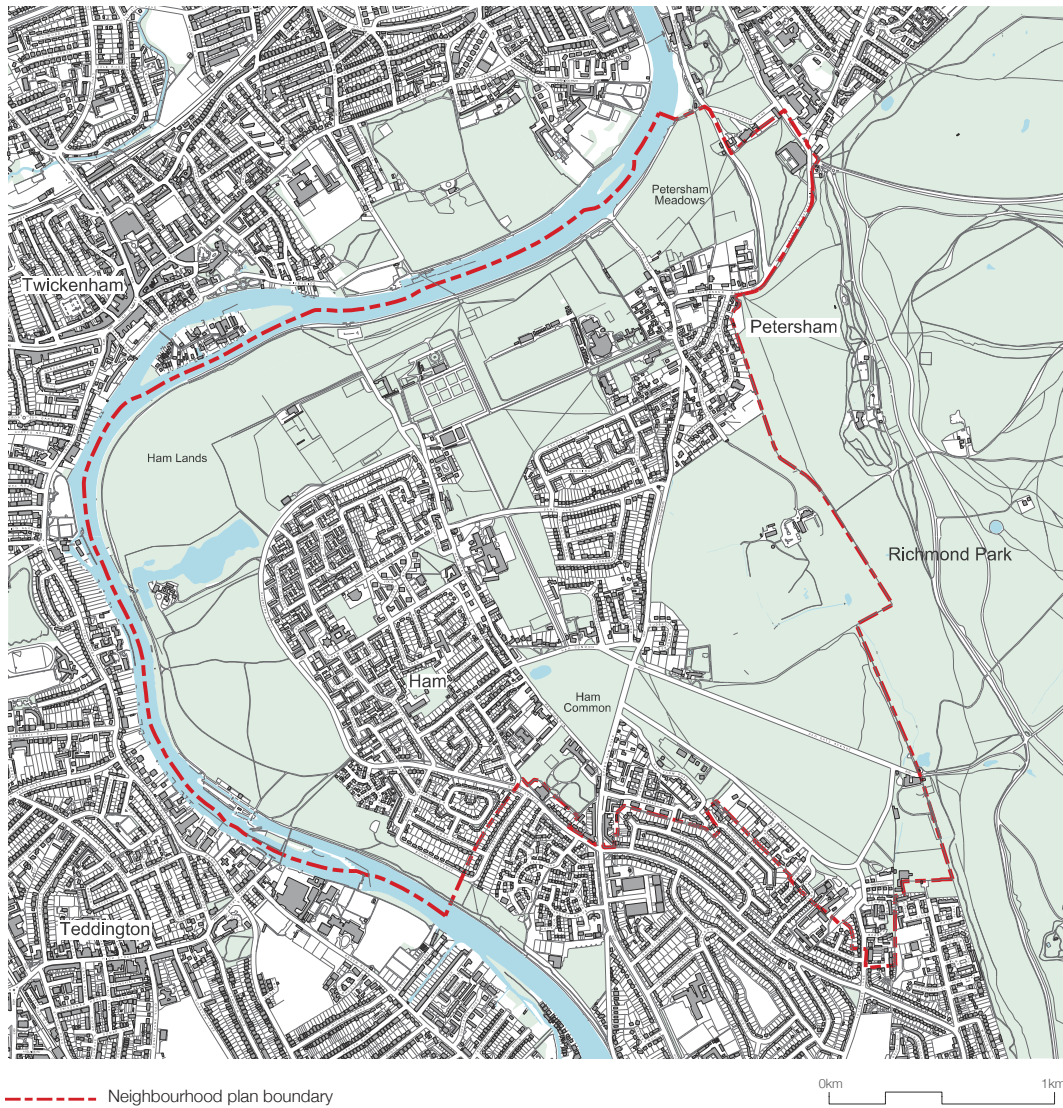 Petersham
Meadows
Twickenham
Petersham
Ham Lands
Richmond Park
Ham
Ham
Common
Teddington
Neighbourhood plan boundary
0km
1km